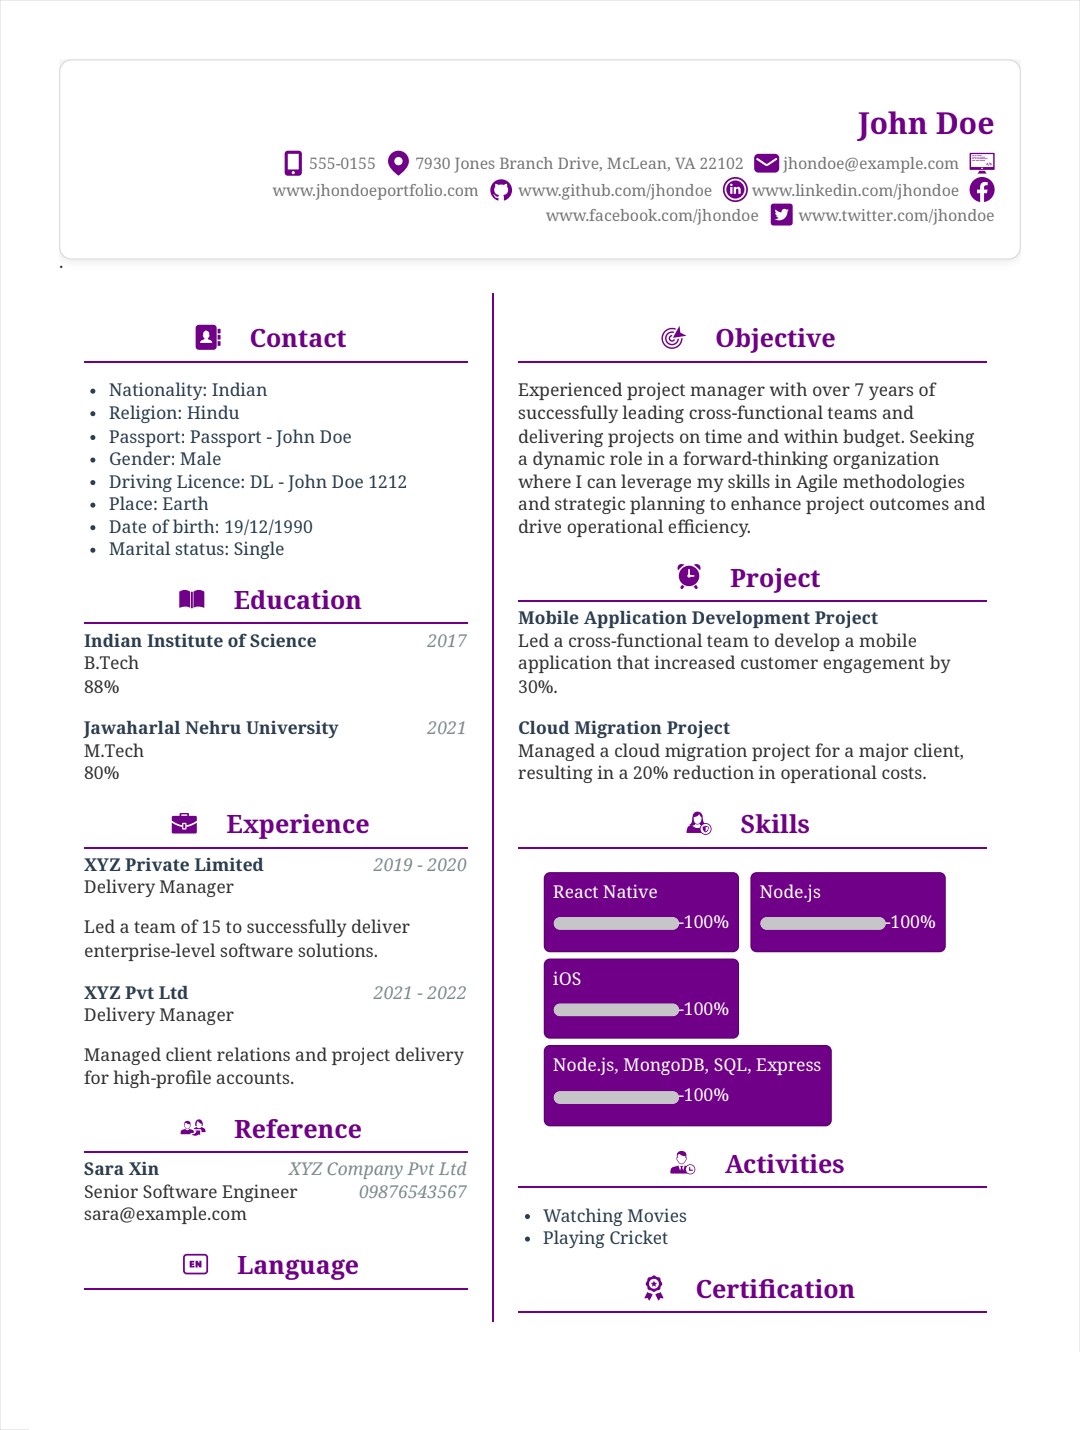 John Doe
555-0155 7930 Jones Branch Drive, McLean, VA 22102 jhondoe@example.com
www.jhondoeportfolio.com www.github.com/jhondoe www.linkedin.com/jhondoe
www.facebook.com/jhondoe www.twitter.com/jhondoe
.
Contact
• Nationality: Indian
• Religion: Hindu
• Passport: Passport - John Doe
• Gender: Male
• Driving Licence: DL - John Doe 1212
• Place: Earth
• Date of birth: 19/12/1990
• Marital status: Single
Education
Indian Institute of Science 2017
B.Tech
88%
Jawaharlal Nehru University 2021
M.Tech
80%
Experience
XYZ Private Limited 2019 - 2020
Delivery Manager
Led a team of 15 to successfully deliver
enterprise-level software solutions.
XYZ Pvt Ltd 2021 - 2022
Delivery Manager
Managed client relations and project delivery
for high-profile accounts.
Reference
Sara Xin XYZ Company Pvt Ltd
Senior Software Engineer 09876543567
sara@example.com
EN Language
Objective
Experienced project manager with over 7 years of
successfully leading cross-functional teams and
delivering projects on time and within budget. Seeking
a dynamic role in a forward-thinking organization
where I can leverage my skills in Agile methodologies
and strategic planning to enhance project outcomes and
drive operational efficiency.
Project
Mobile Application Development Project
Led a cross-functional team to develop a mobile
application that increased customer engagement by
30%.
Cloud Migration Project
Managed a cloud migration project for a major client,
resulting in a 20% reduction in operational costs.
Skills
React Native
-100%
Node.js
-100%
iOS
-100%
Node.js, MongoDB, SQL, Express
-100%
Activities
• Watching Movies
• Playing Cricket
Certification